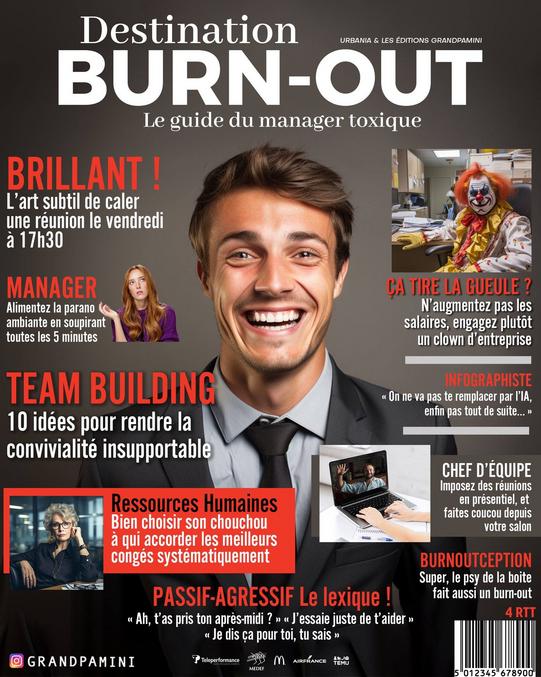 Destination
URBANIA & LES ÉDITIONS GRANDPAMINI
BURN-OUT
Le guide du manager toxique
BRILLANT !
L'art subtil de caler
une réunion le vendredi
à 17h30
MANAGER
Alimentez la parano
ambiante en soupirant
toutes les 5 minutes
TEAM BUILDING
10 idées pour rendre la
convivialité insupportable
Ressources Humaines
Bien choisir son chouchou
à qui accorder les meilleurs
congés systématiquement
ÇA TIRE LA GUEULE ?
N'augmentez pas les
salaires, engagez plutôt
un clown d'entreprise
INFOGRAPHISTE
« On ne va pas te remplacer par l'IA,
enfin pas tout de suite... »
CHEF D'ÉQUIPE
Imposez des réunions
en présentiel, et
faites coucou depuis
votre salon
BURNOUTCEPTION
Super, le psy de la boite
fait aussi un burn-out
PASSIF-AGRESSIF Le lexique !
« Ah, t'as pris ton après-midi ? » « J'essaie juste de t'aider »
« Je dis ça pour toi, tu sais »
4 RTT
GRANDPAMINI
Teleperformance
MEDEF
AIRFRANCE
TEMU
5 012345 678900